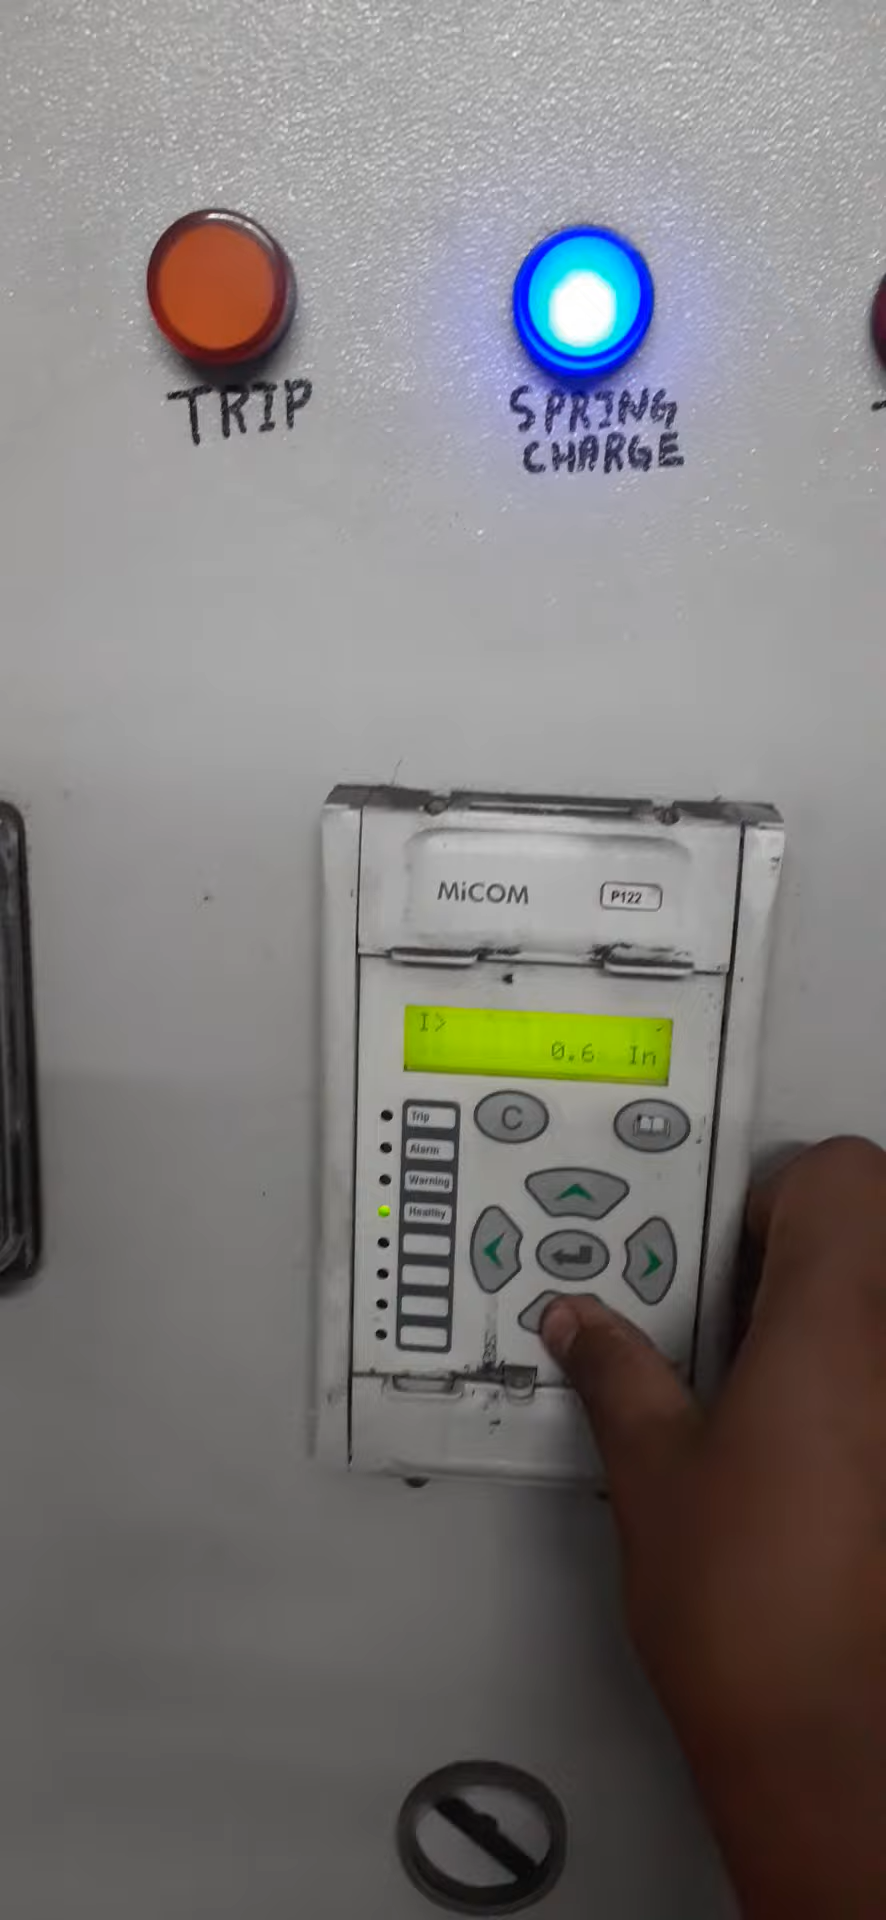 TRIP
SPRING
CHARGE
MiCOM
P122
I>
0.6 In
C
Trip
Alarm
Warning
Healthy